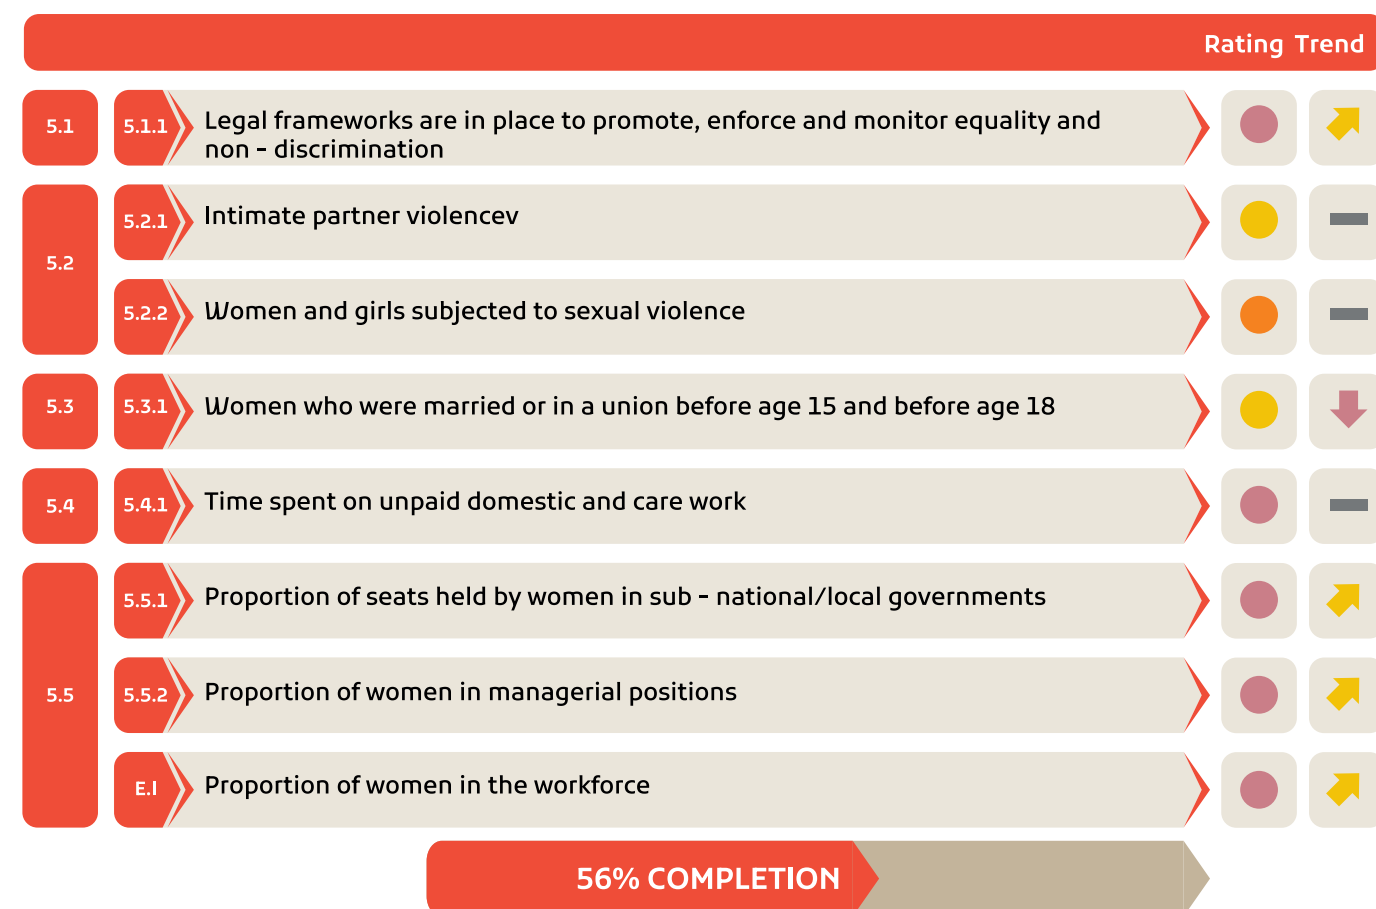 Rating Trend
5.1
5.1.1
Legal frameworks are in place to promote, enforce and monitor equality and
non - discrimination
5.2
5.2.1
Intimate partner violencev
5.2.2
Women and girls subjected to sexual violence
5.3
5.3.1
Women who were married or in a union before age 15 and before age 18
5.4
5.4.1
Time spent on unpaid domestic and care work
5.5
5.5.1
Proportion of seats held by women in sub - national/local governments
5.5.2
Proportion of women in managerial positions
E.I
Proportion of women in the workforce
56% COMPLETION